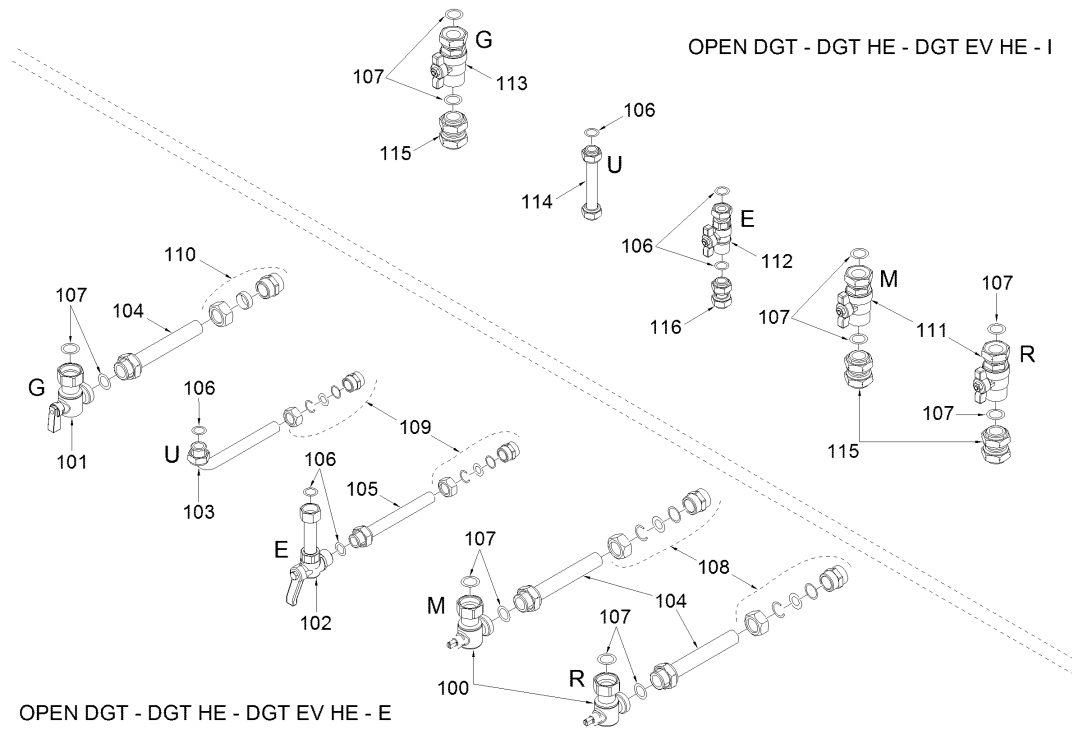 107
G
OPEN DGT - DGT HE - DGT EV HE - I
113
115
106
U
114
E
106
112
116
107
M
111
107
R
107
115
110
107
104
G
101
106
U
103
109
106
105
E
102
107
108
M
104
107
100
R
OPEN DGT - DGT HE - DGT EV HE - E